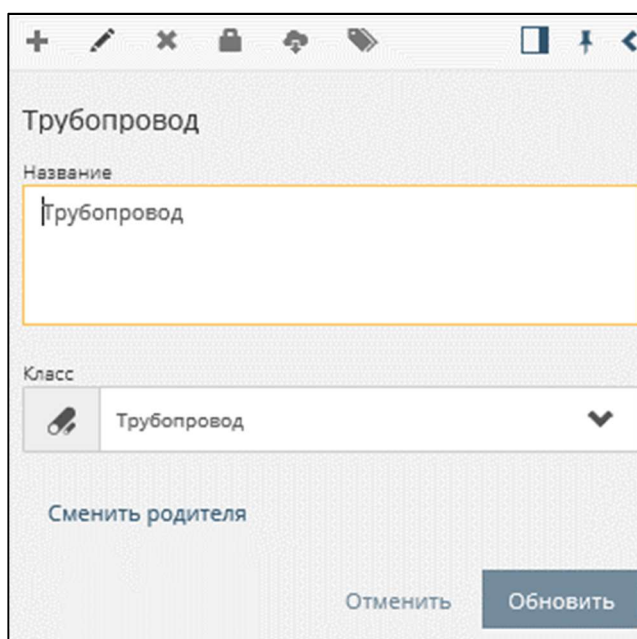 Трубопровод
Название
Трубопровод
Класс
Трубопровод
Сменить родителя
Отменить Обновить